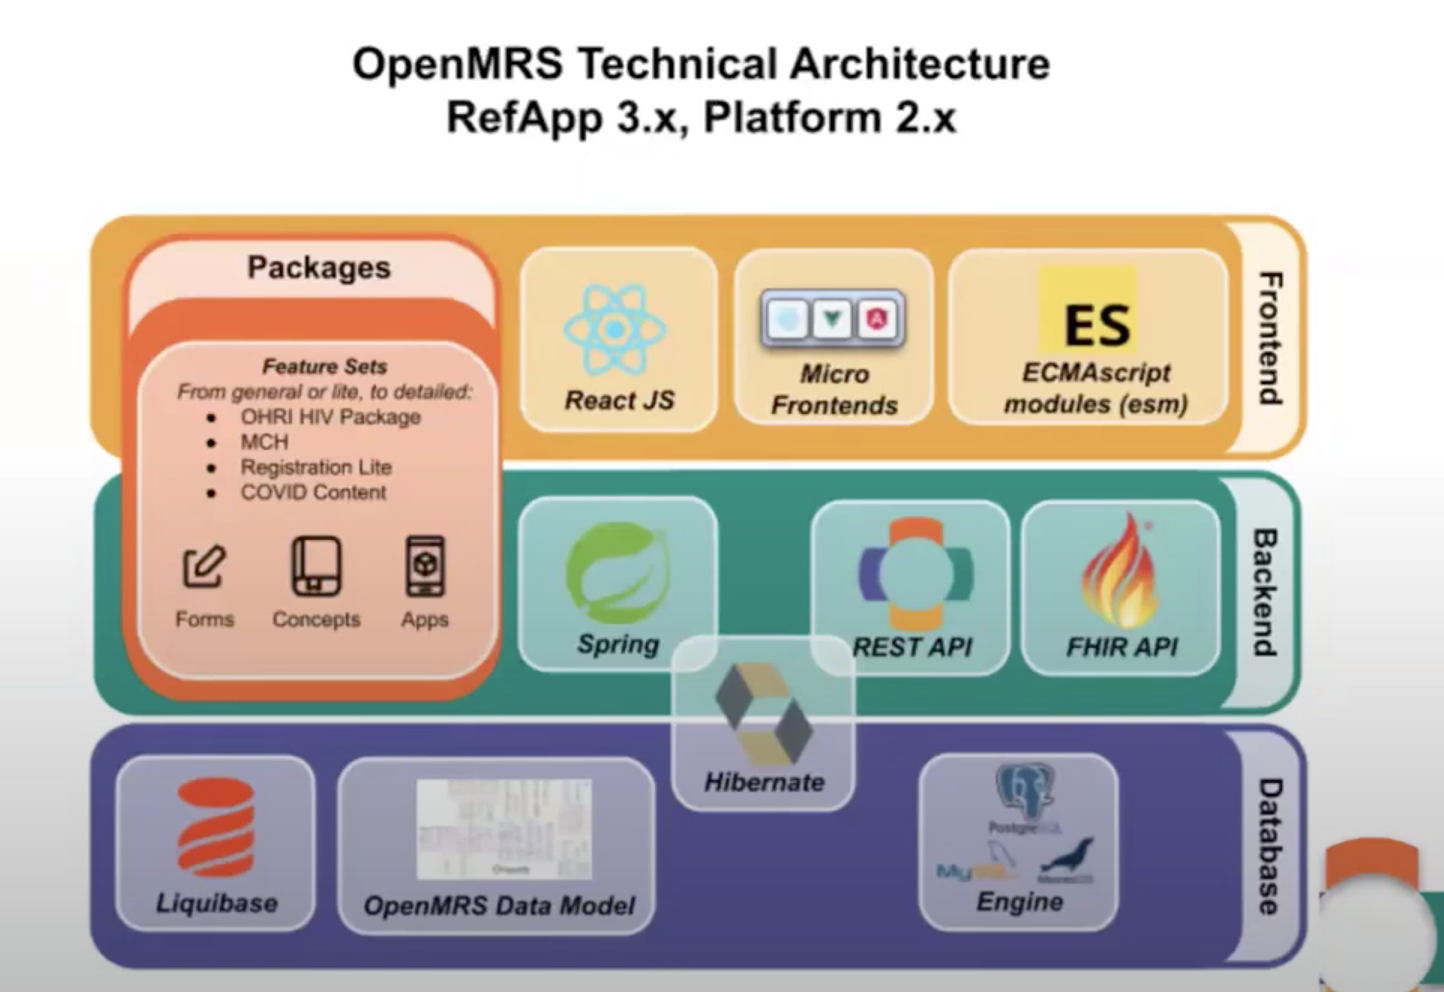 OpenMRS Technical Architecture
RefApp 3.x, Platform 2.x
Packages
Feature Sets
From general or lite, to detailed:
● OHRI HIV Package
● MCH
● Registration Lite
● COVID Content
Forms
Concepts
Apps
React JS
Micro
Frontends
ES
ECMAscript
modules (esm)
Frontend
Spring
REST API
FHIR API
Backend
Hibernate
Liquibase
OpenMRS Data Model
PostgreSQL
MySQL
Engine
Database